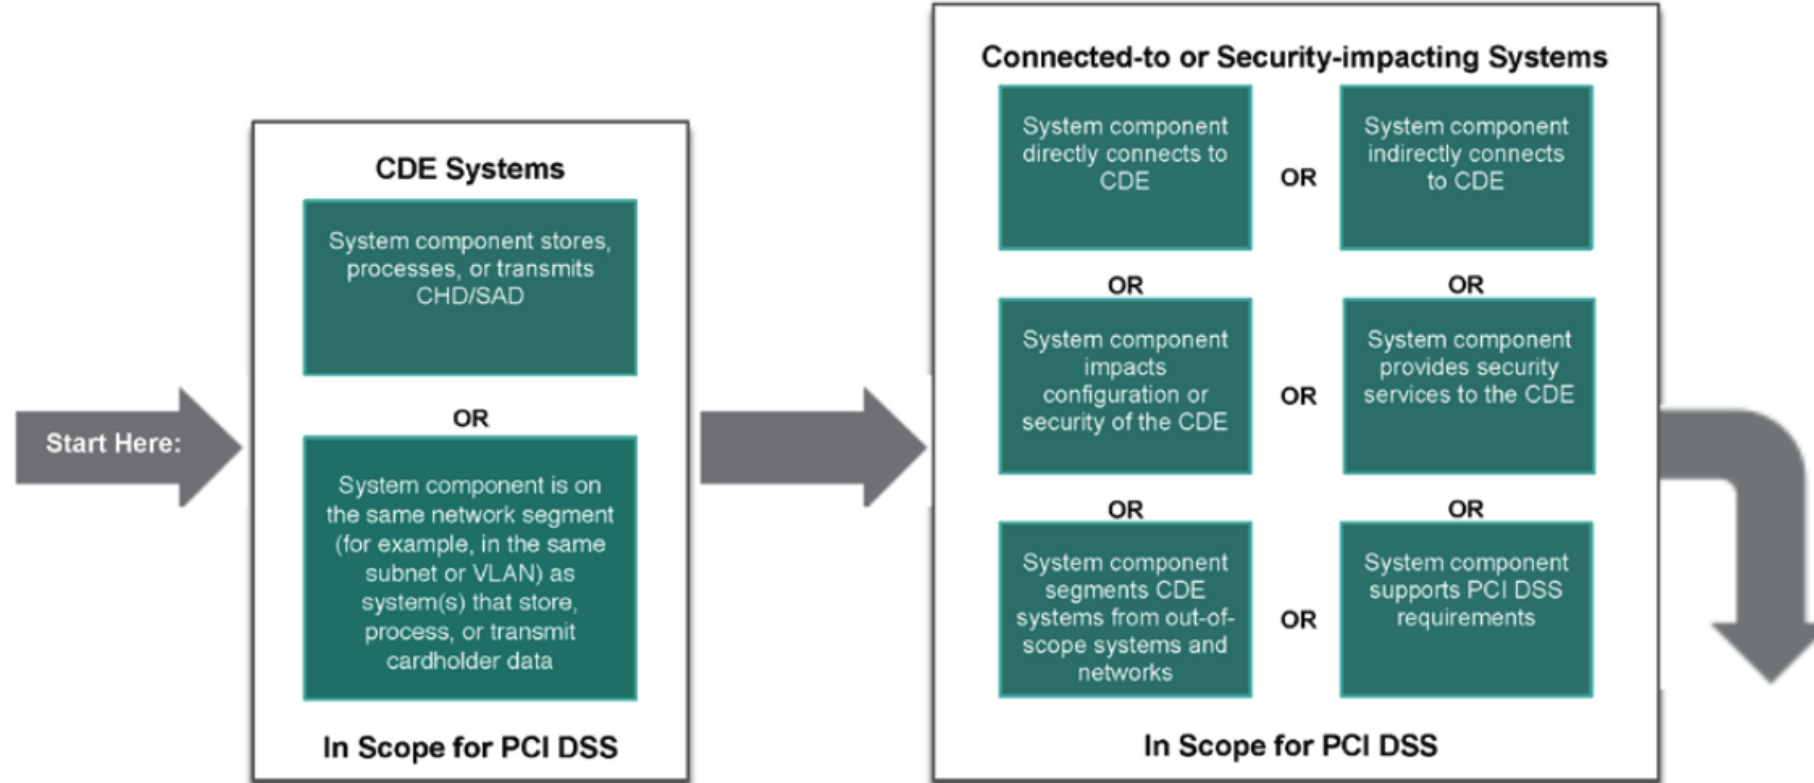 Start Here:
CDE Systems
System component stores,
processes, or transmits
CHD/SAD
OR
System component is on
the same network segment
(for example, in the same
subnet or VLAN) as
system(s) that store,
process, or transmit
cardholder data
In Scope for PCI DSS
Connected-to or Security-impacting Systems
System component
directly connects to
CDE
OR
System component
indirectly connects
to CDE
OR
OR
System component
impacts
configuration or
security of the CDE
OR
System component
provides security
services to the CDE
OR
OR
System component
segments CDE
systems from out-of-
scope systems and
networks
OR
System component
supports PCI DSS
requirements
In Scope for PCI DSS